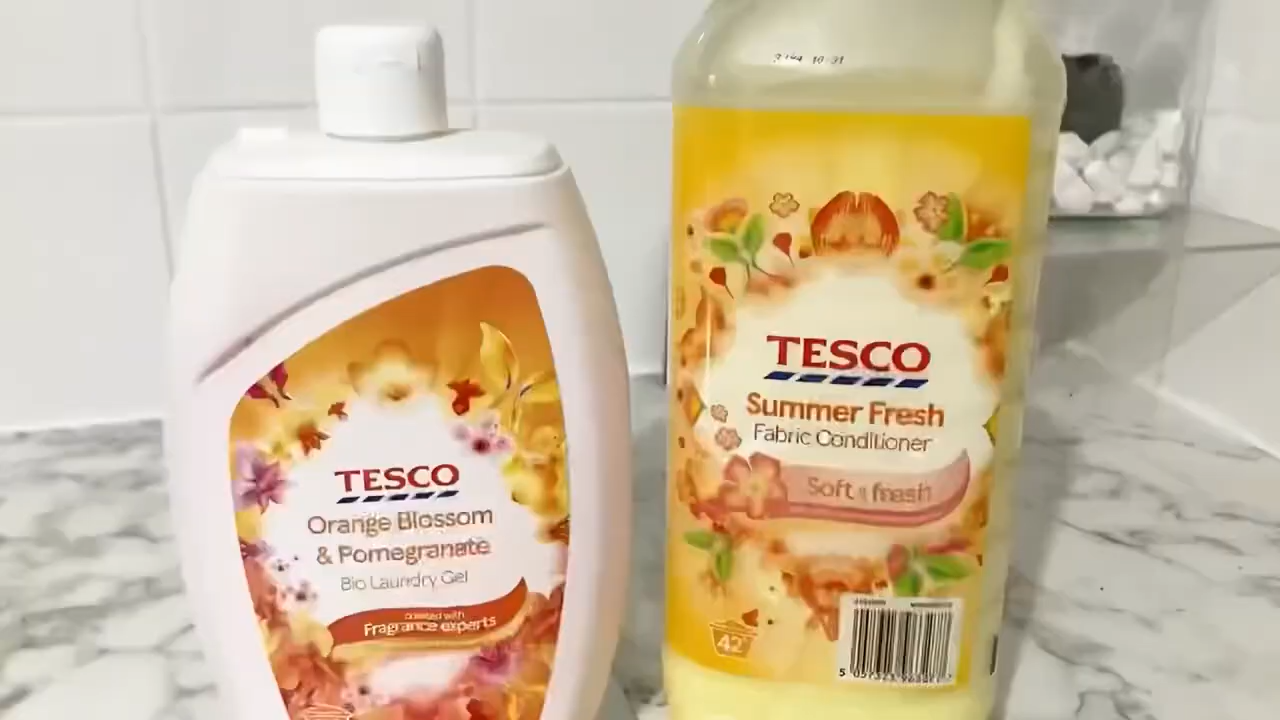 TESCO
Orange Blossom
& Pomegranate
Bio Laundry Gel
created with
Fragrance experts
TESCO
Summer Fresh
Fabric Conditioner
Soft & fresh
42